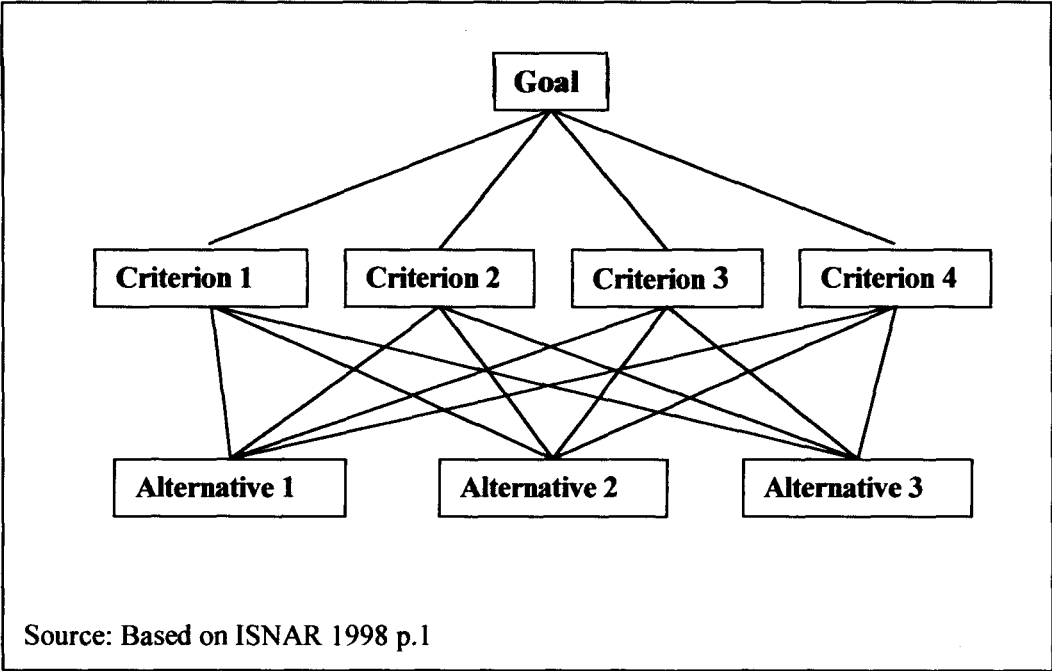 Goal
Criterion 1 Criterion 2 Criterion 3 Criterion 4
Alternative 1 Alternative 2 Alternative 3
Source: Based on ISNAR 1998 p.1